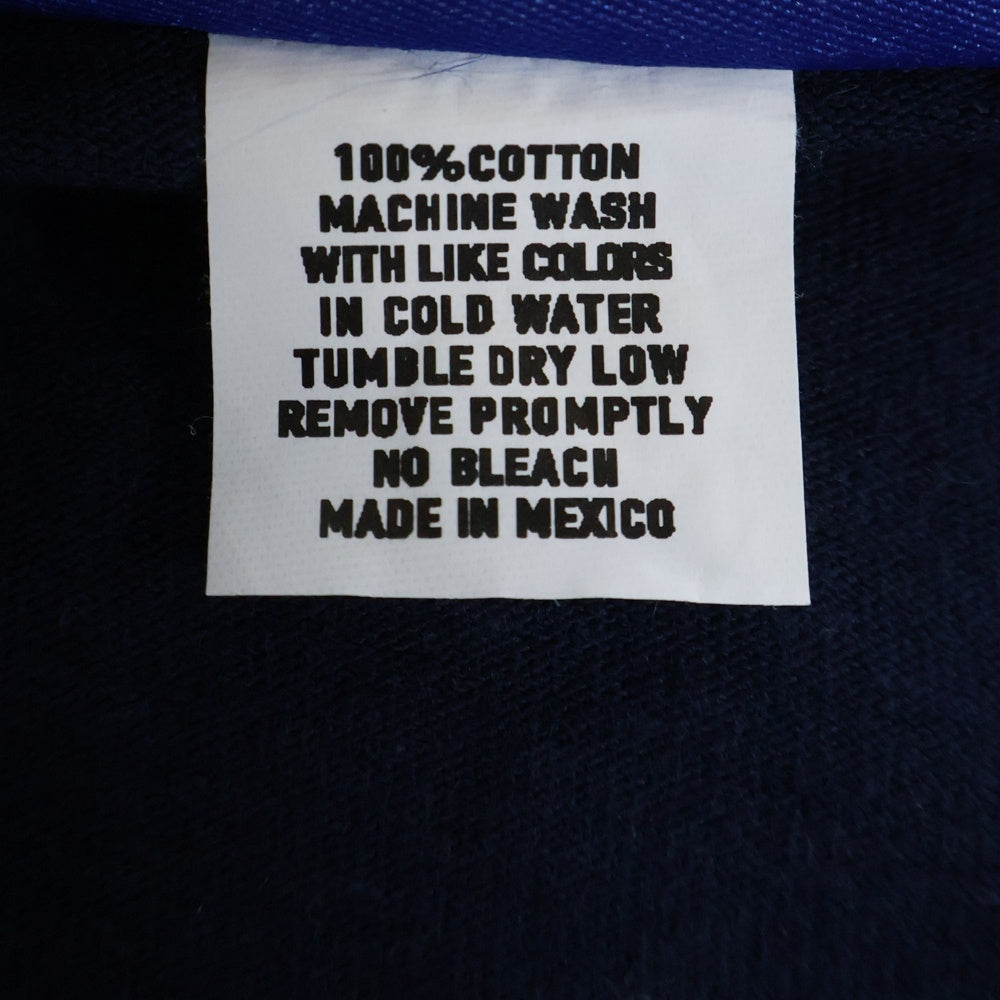 100%COTTON
MACHINE WASH
WITH LIKE COLORS
IN COLD WATER
TUMBLE DRY LOW
REMOVE PROMPTLY
NO BLEACH
MADE IN MEXICO